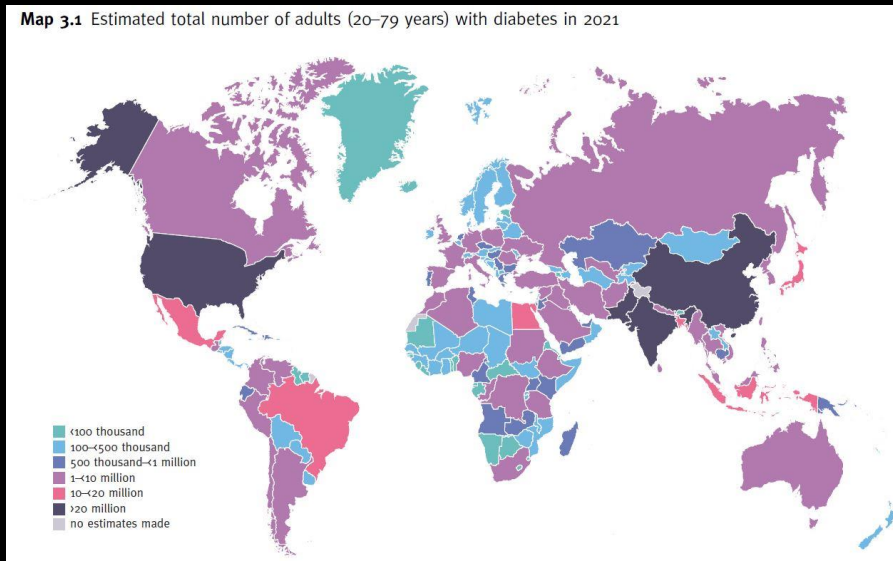 Map 3.1 Estimated total number of adults (20–79 years) with diabetes in 2021
<100 thousand
100–<500 thousand
500 thousand–<1 million
1–<10 million
10–<20 million
>20 million
no estimates made